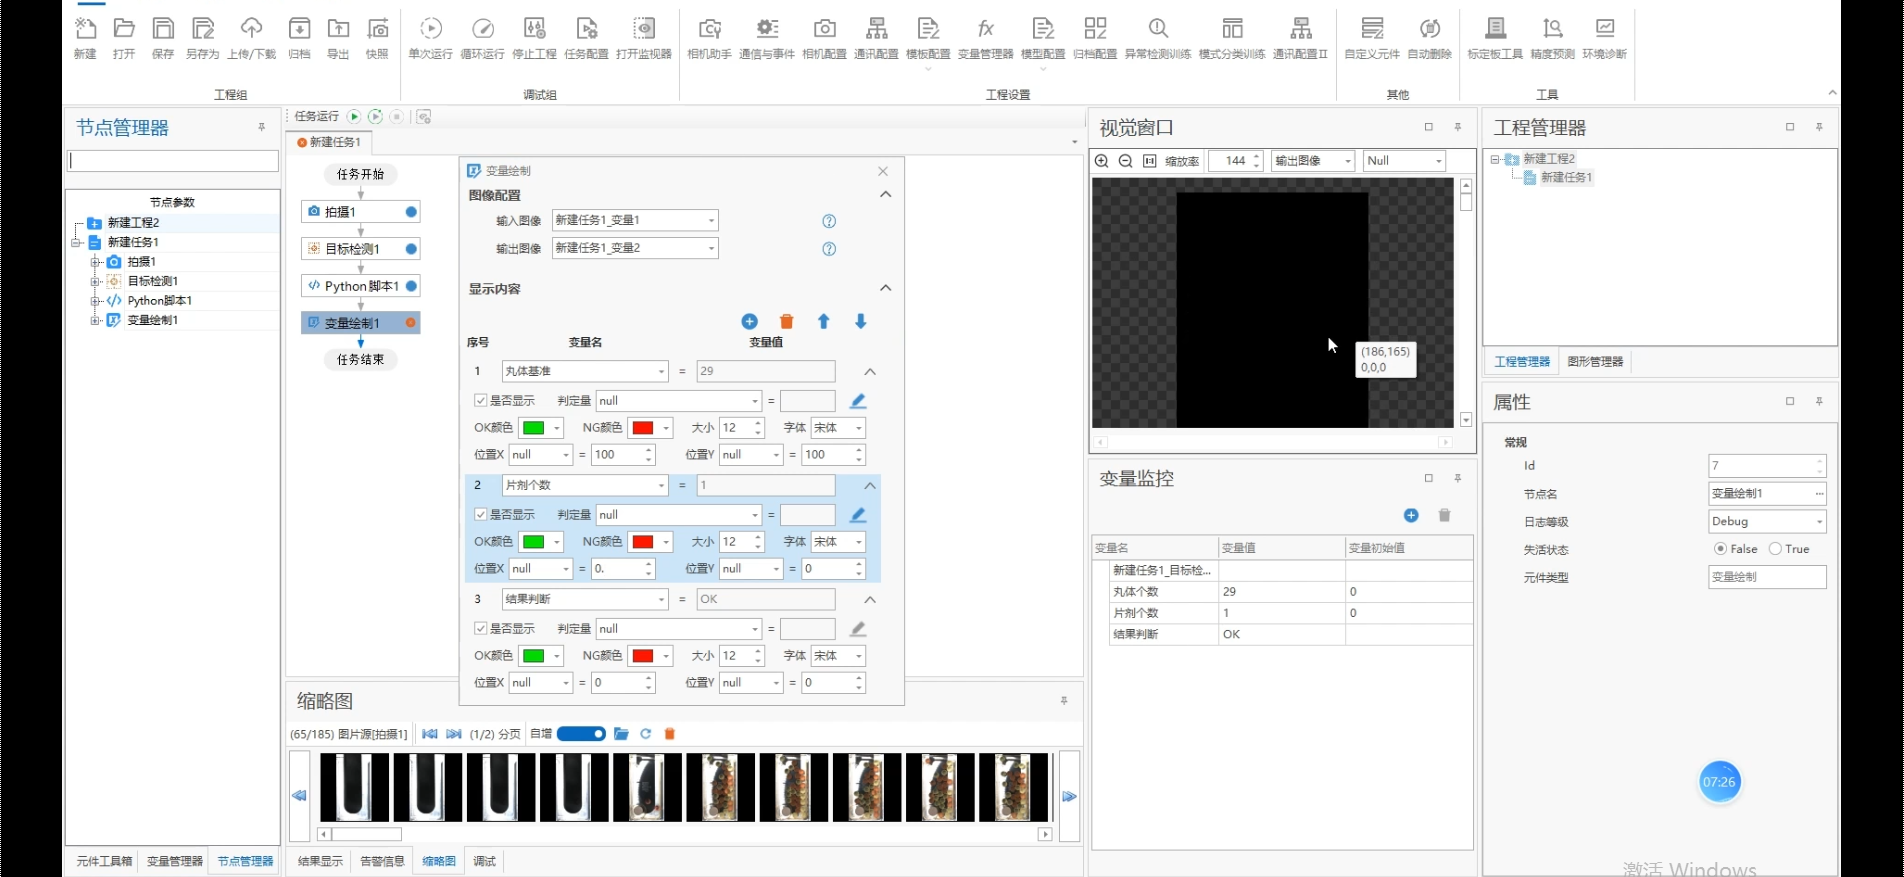 新建 打开 保存 另存为 上传/下载 归档 导出 快照 单次运行 循环运行 停止工程 任务配置 打开监视器 相机助手 通信与事件 相机配置 通讯配置 模板配置 变量管理器 模型配置 归档配置 异常检测训练 模式分类训练 通讯配置II 自定义元件 自动删除 标定板工具 精度预测 环境诊断
工程组 调试组 工程设置 其他 工具
节点管理器
节点参数
新建工程2
新建任务1
拍摄1
目标检测1
Python脚本1
变量绘制1
元件工具箱 变量管理器 节点管理器
任务运行
新建任务1
任务开始
拍摄1
目标检测1
Python 脚本1
变量绘制1
任务结束
变量绘制
图像配置
输入图像 新建任务1_变量1
输出图像 新建任务1_变量2
显示内容
序号 变量名 变量值
1 丸体基准 = 29
是否显示 判定量 null =
OK颜色 NG颜色 大小 12 字体 宋体
位置X null = 100 位置Y null = 100
2 片剂个数 = 1
是否显示 判定量 null =
OK颜色 NG颜色 大小 12 字体 宋体
位置X null = 0. 位置Y null = 0
3 结果判断 = OK
是否显示 判定量 null =
OK颜色 NG颜色 大小 12 字体 宋体
位置X null = 0 位置Y null = 0
缩略图
(65/185) 图片源[拍摄1] (1/2) 分页 自增
结果显示 告警信息 缩略图 调试
视觉窗口
缩放率 144 输出图像 Null
(186,165)
0,0,0
变量监控
变量名 变量值 变量初始值
新建任务1_目标检...
丸体个数 29 0
片剂个数 1 0
结果判断 OK
工程管理器
新建工程2
新建任务1
工程管理器 图形管理器
属性
常规
Id 7
节点名 变量绘制1 ...
日志等级 Debug
失活状态 False True
元件类型 变量绘制
07:26
激活 Windows